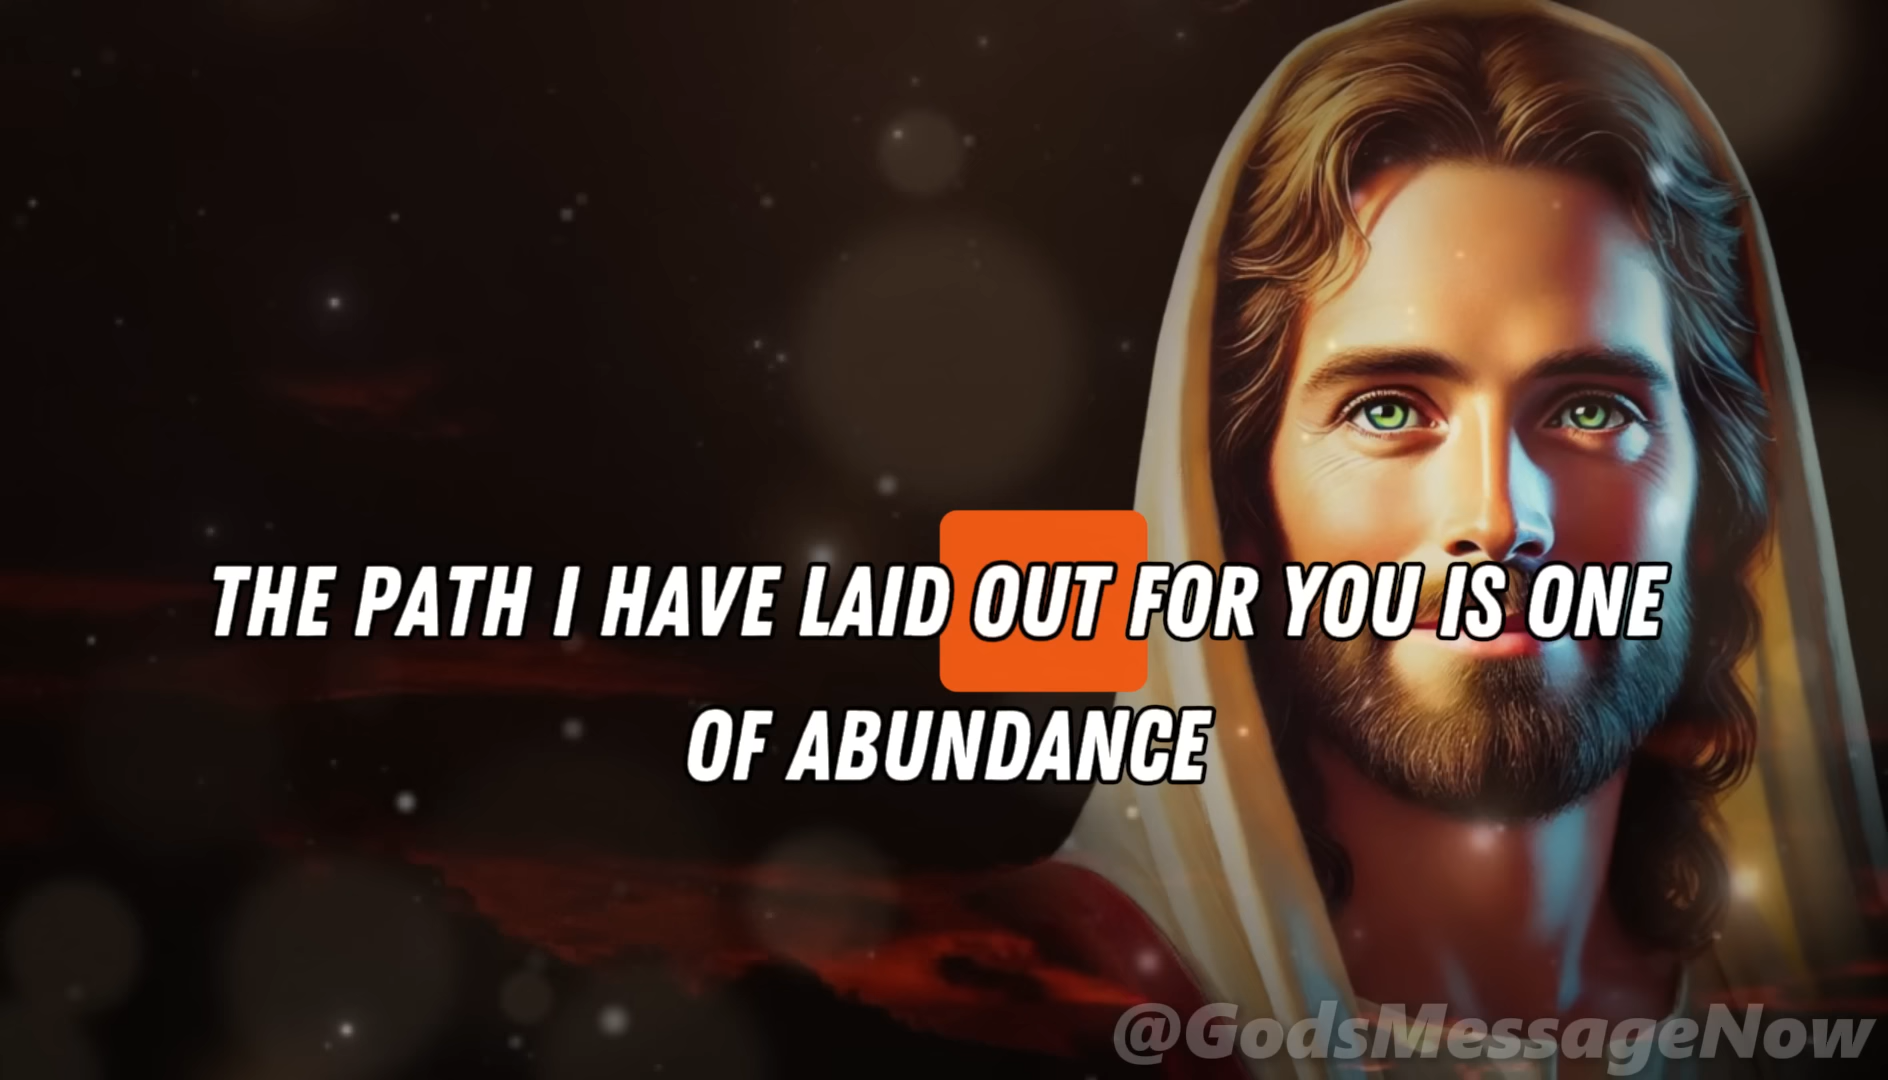 THE PATH I HAVE LAID OUT FOR YOU IS ONE
OF ABUNDANCE
@GodsMessageNow